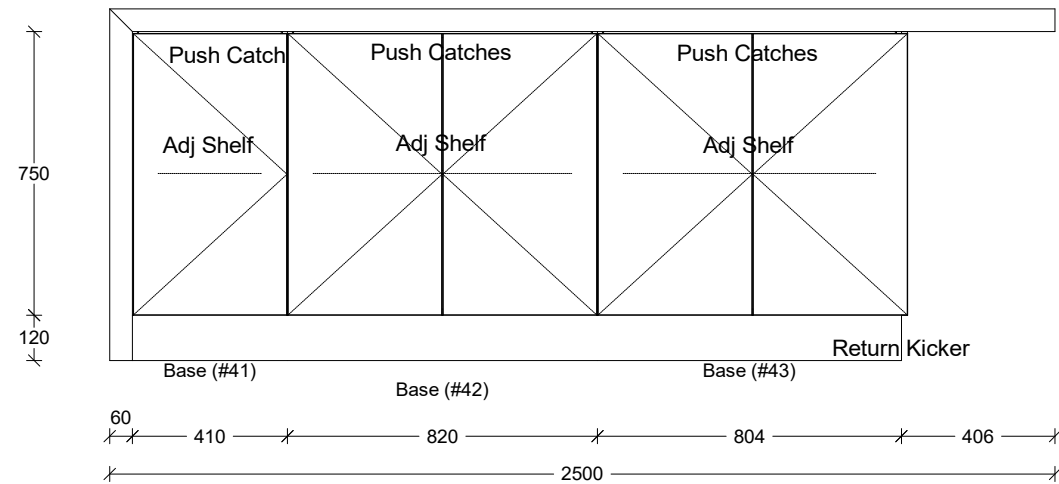 Push Catch
Push Catches
Push Catches
Adj Shelf
Adj Shelf
Adj Shelf
750
120
Return Kicker
Base (#41)
Base (#42)
Base (#43)
60
410
820
804
406
2500